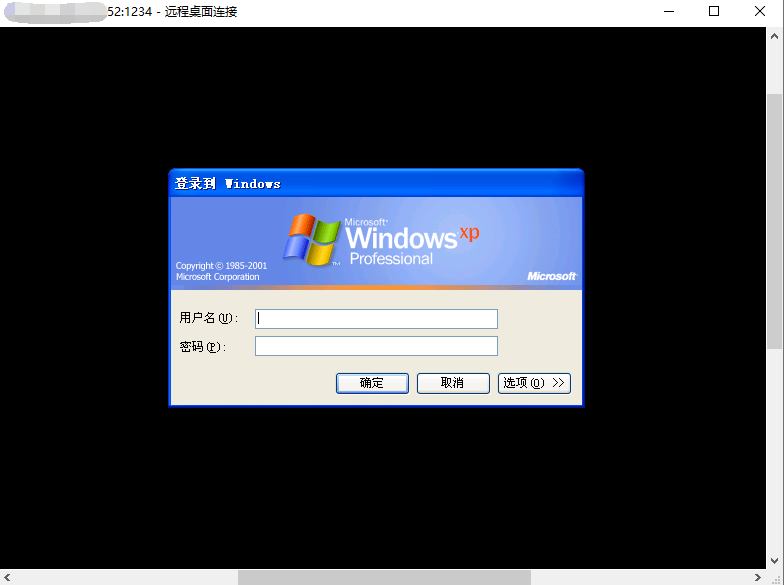 52:1234 - 远程桌面连接
登录到 Windows
Microsoft®
Windows xp
Professional
TM
Copyright © 1985-2001
Microsoft Corporation
Microsoft
用户名(U):
密码(P):
确定
取消
选项(O) >>